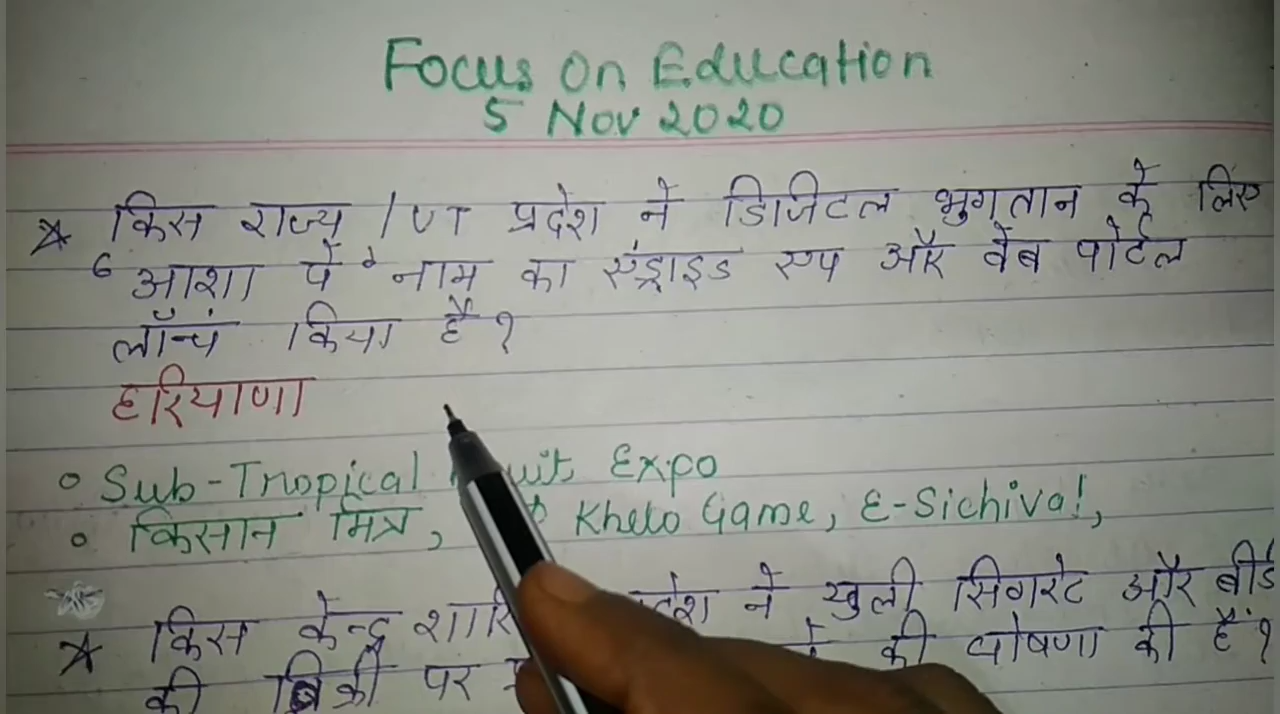 Focus on Education
5 Nov 2020
किस राज्य / UT प्रदेश ने डिजिटल भुगतान के लिए
'आशा पे' नाम का एंड्राइड एप और वेब पोर्टल
लॉन्च किया है ?
हरियाणा
Sub-Tropical Expo
किसान मित्र, Khelo Game, E-Sichival,
किस केन्द्र ने खुली सिगरेट और बीडी
की बिक्री पर की घोषणा की हैं ?